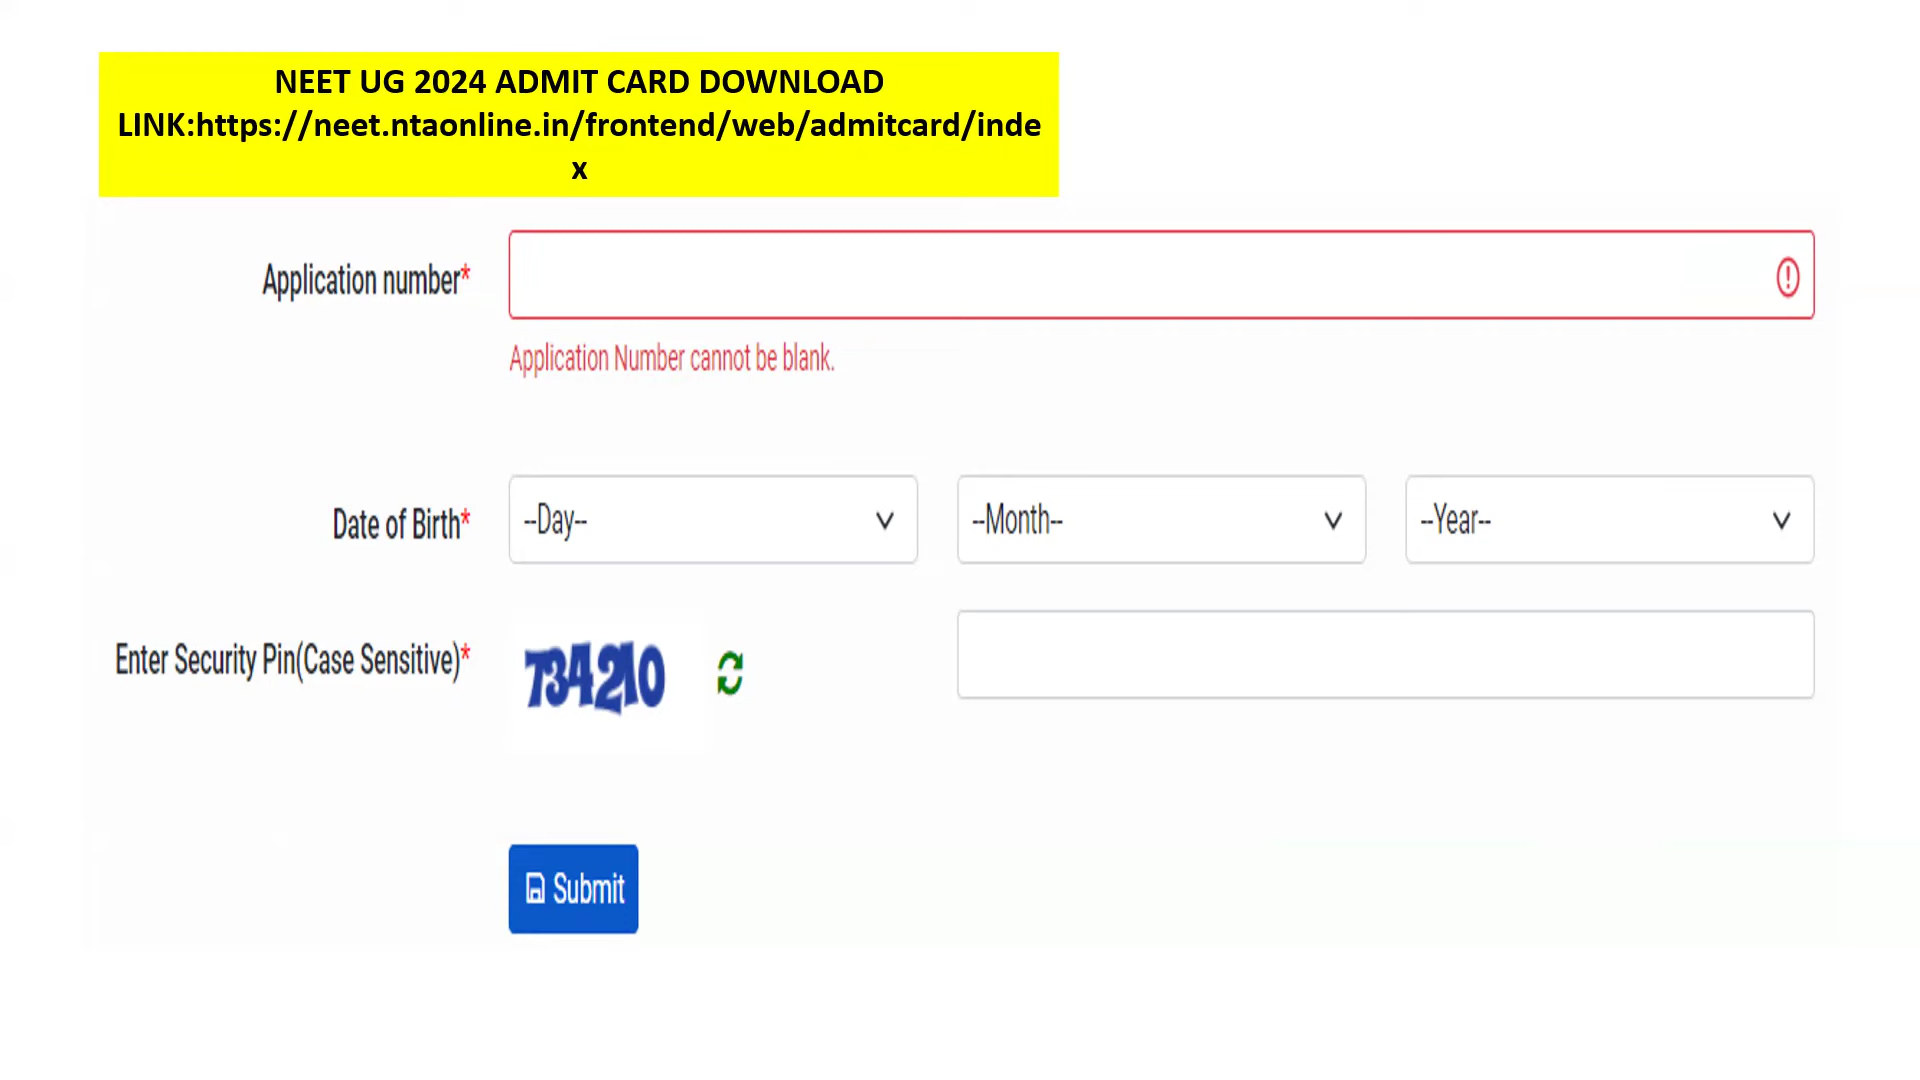 NEET UG 2024 ADMIT CARD DOWNLOAD
LINK:https://neet.ntaonline.in/frontend/web/admitcard/inde
x
Application number*
Application Number cannot be blank.
Date of Birth* --Day-- --Month-- --Year--
Enter Security Pin(Case Sensitive)* 734210
Submit